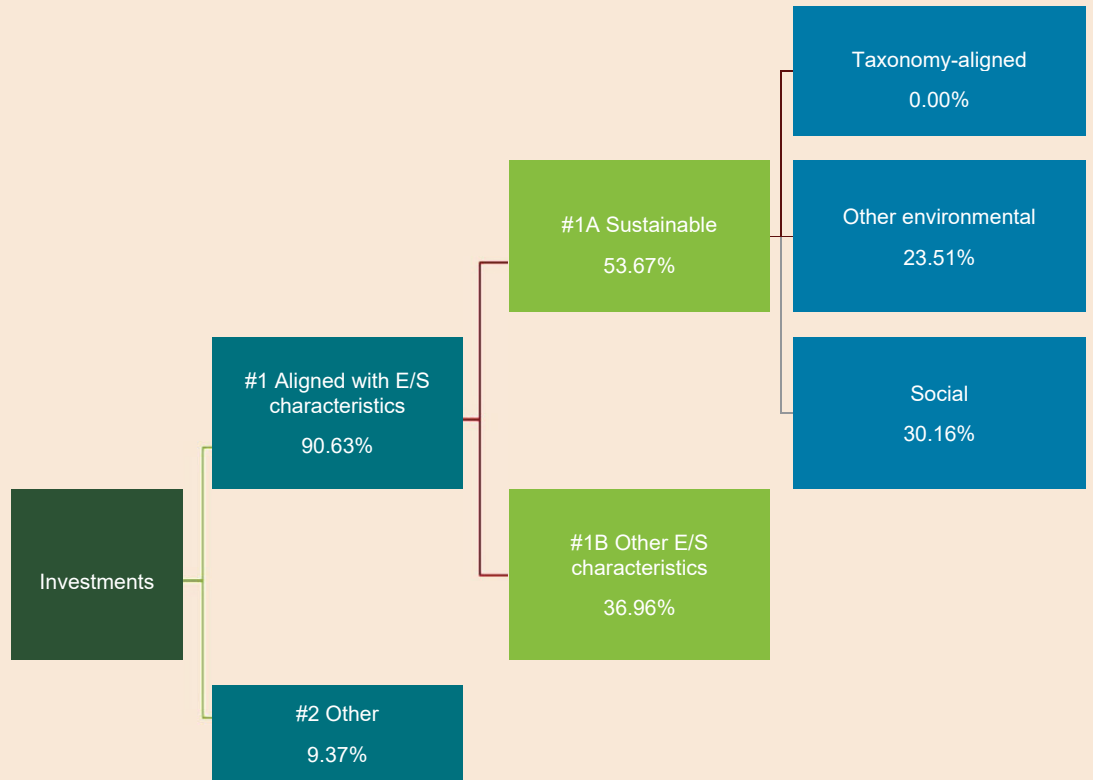 Taxonomy-aligned
0.00%
#1A Sustainable
53.67%
Other environmental
23.51%
#1 Aligned with E/S
characteristics
90.63%
Social
30.16%
Investments
#1B Other E/S
characteristics
36.96%
#2 Other
9.37%